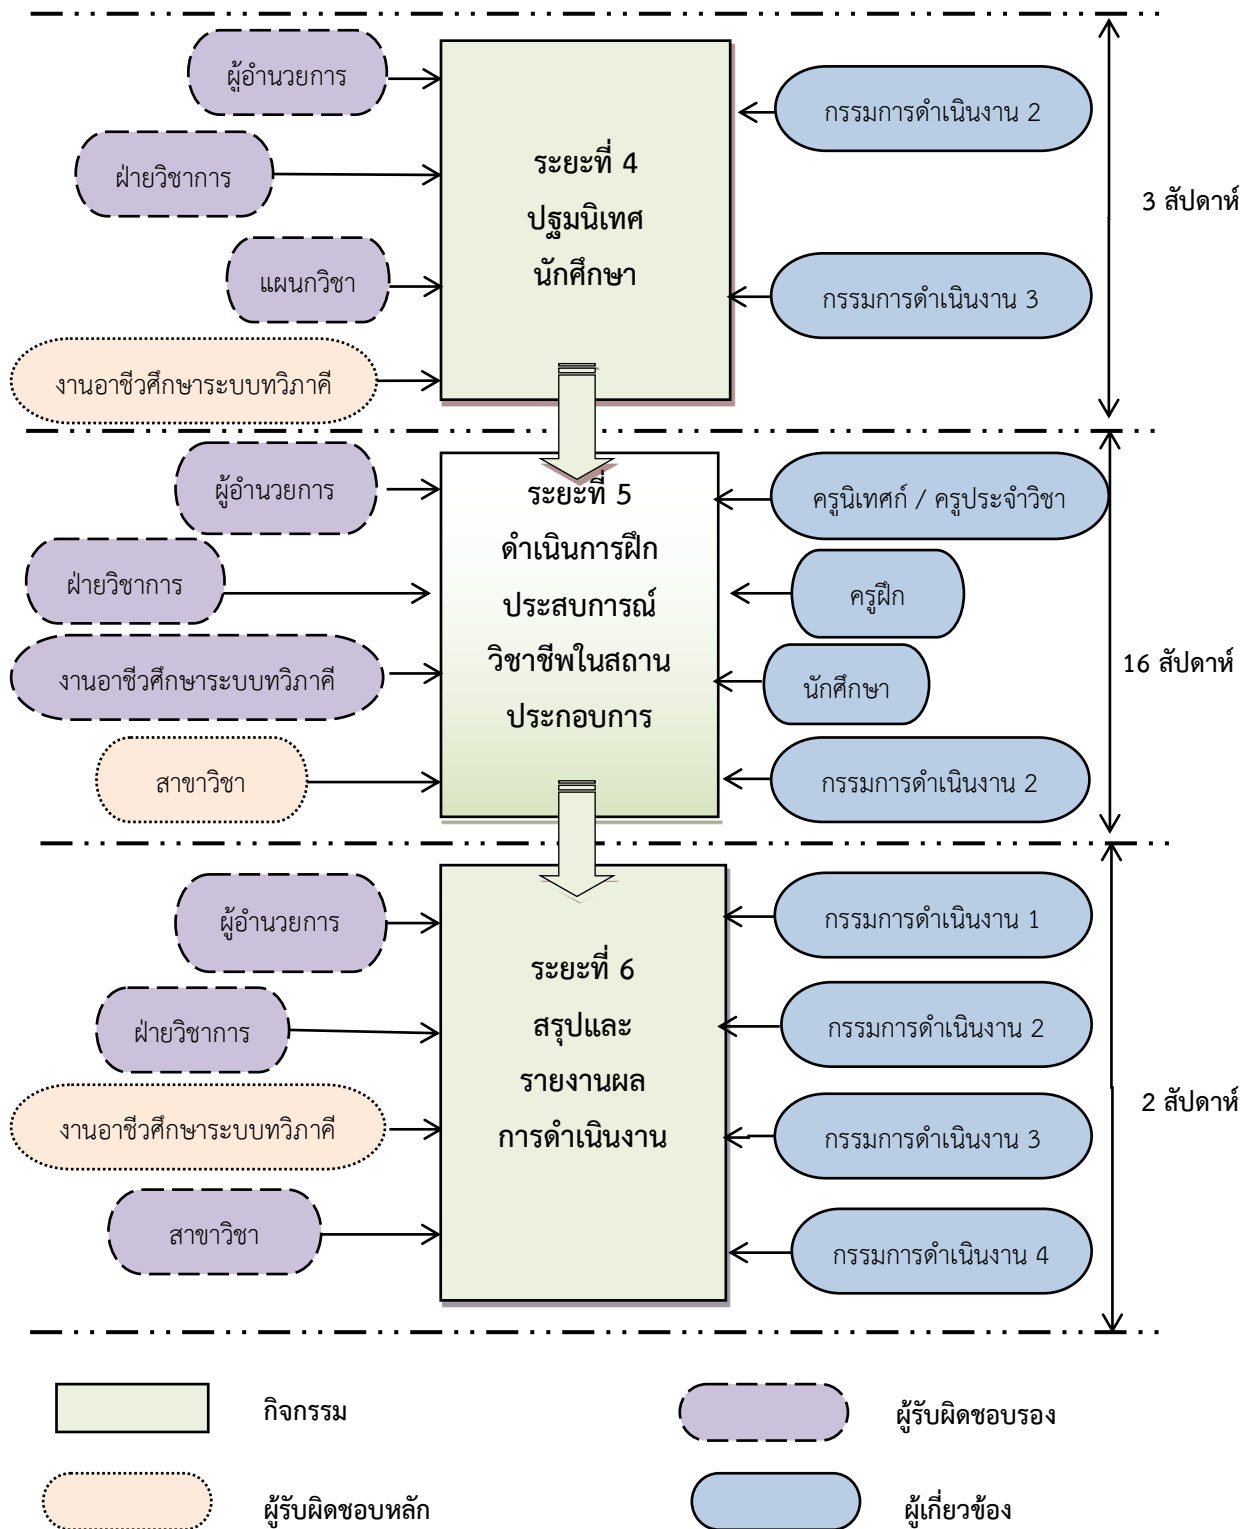 ผู้อำนวยการ
ฝ่ายวิชาการ
แผนกวิชา
งานอาชีวศึกษาระบบทวิภาคี
ระยะที่ 4
ปฐมนิเทศ
นักศึกษา
กรรมการดำเนินงาน 2
กรรมการดำเนินงาน 3
3 สัปดาห์
ผู้อำนวยการ
ฝ่ายวิชาการ
งานอาชีวศึกษาระบบทวิภาคี
สาขาวิชา
ระยะที่ 5
ดำเนินการฝึก
ประสบการณ์
วิชาชีพในสถาน
ประกอบการ
ครูนิเทศก์ / ครูประจำวิชา
ครูฝึก
นักศึกษา
กรรมการดำเนินงาน 2
16 สัปดาห์
ผู้อำนวยการ
ฝ่ายวิชาการ
งานอาชีวศึกษาระบบทวิภาคี
สาขาวิชา
ระยะที่ 6
สรุปและ
รายงานผล
การดำเนินงาน
กรรมการดำเนินงาน 1
กรรมการดำเนินงาน 2
กรรมการดำเนินงาน 3
กรรมการดำเนินงาน 4
2 สัปดาห์
กิจกรรม
ผู้รับผิดชอบรอง
ผู้รับผิดชอบหลัก
ผู้เกี่ยวข้อง